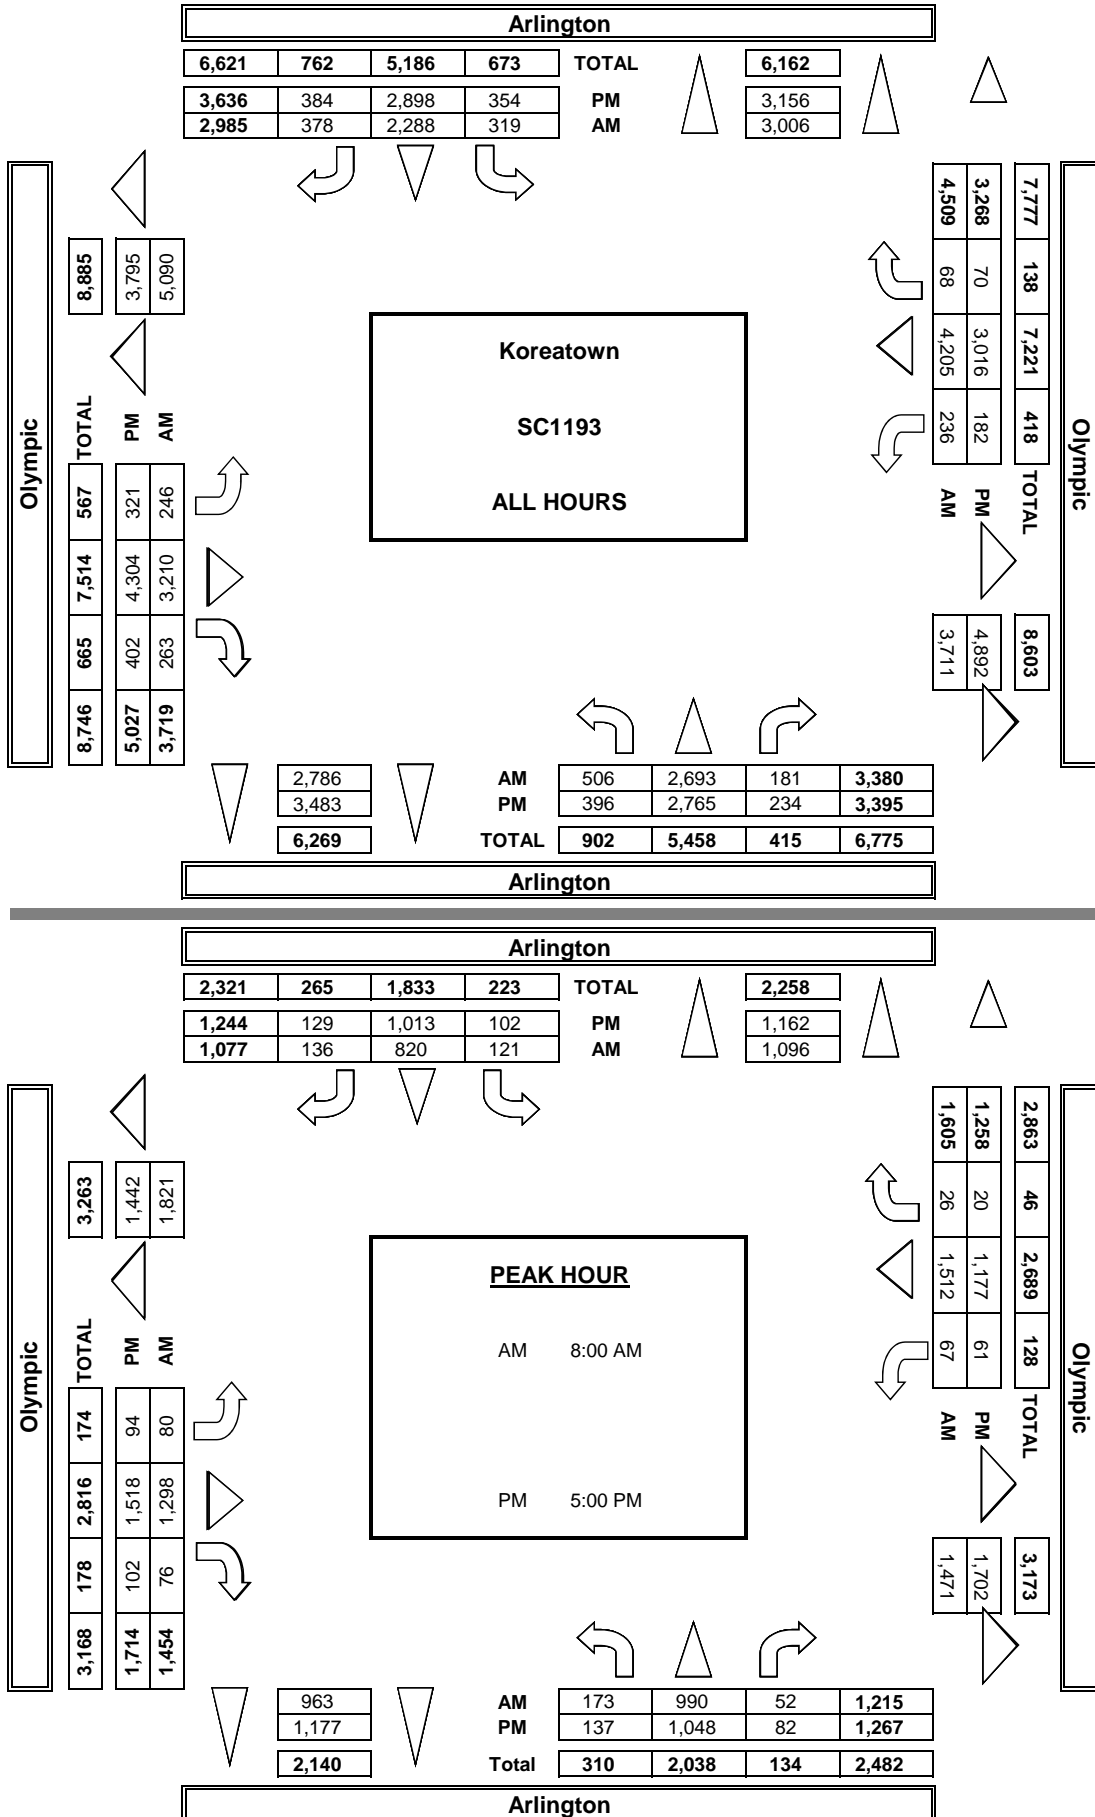 Arlington
6,621 762 5,186 673 TOTAL 6,162
3,636 384 2,898 354 PM 3,156
2,985 378 2,288 319 AM 3,006
Olympic
8,885
3,795
5,090
TOTAL PM AM
567 321 246
7,514 4,304 3,210
665 402 263
8,746 5,027 3,719
Koreatown
SC1193
ALL HOURS
4,509 3,268 7,777
68 70 138
4,205 3,016 7,221
236 182 418
AM PM TOTAL
3,711 4,892 8,603
Olympic
2,786 AM 506 2,693 181 3,380
3,483 PM 396 2,765 234 3,395
6,269 TOTAL 902 5,458 415 6,775
Arlington
Arlington
2,321 265 1,833 223 TOTAL 2,258
1,244 129 1,013 102 PM 1,162
1,077 136 820 121 AM 1,096
Olympic
3,263
1,442
1,821
TOTAL PM AM
174 94 80
2,816 1,518 1,298
178 102 76
3,168 1,714 1,454
PEAK HOUR
AM 8:00 AM
PM 5:00 PM
1,605 1,258 2,863
26 20 46
1,512 1,177 2,689
67 61 128
AM PM TOTAL
1,471 1,702 3,173
Olympic
963 AM 173 990 52 1,215
1,177 PM 137 1,048 82 1,267
2,140 Total 310 2,038 134 2,482
Arlington